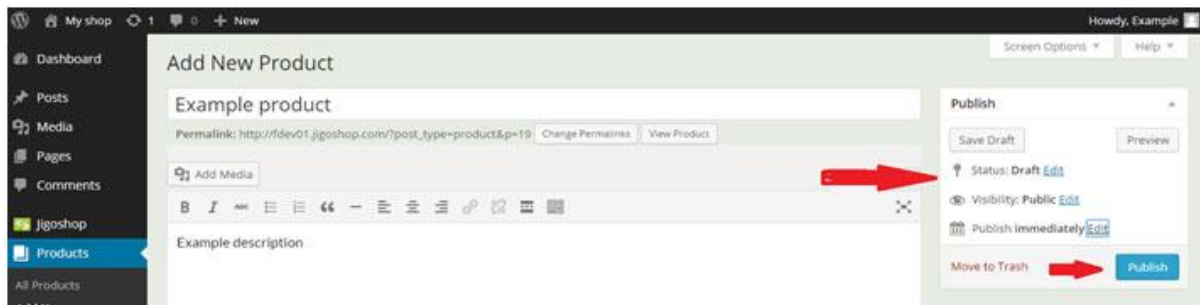 My shop 1 0 + New Howdy, Example
Screen Options Help
Dashboard
Posts
Media
Pages
Comments
Jigoshop
Products
All Products
Add New Product
Example product
Permalink: http://fdev01.jigoshop.com/?post_type=product&p=19 Change Permalinks View Product
Add Media
B I ABC
Example description
Publish
Save Draft Preview
Status: Draft Edit
Visibility: Public Edit
Publish immediately Edit
Move to Trash Publish